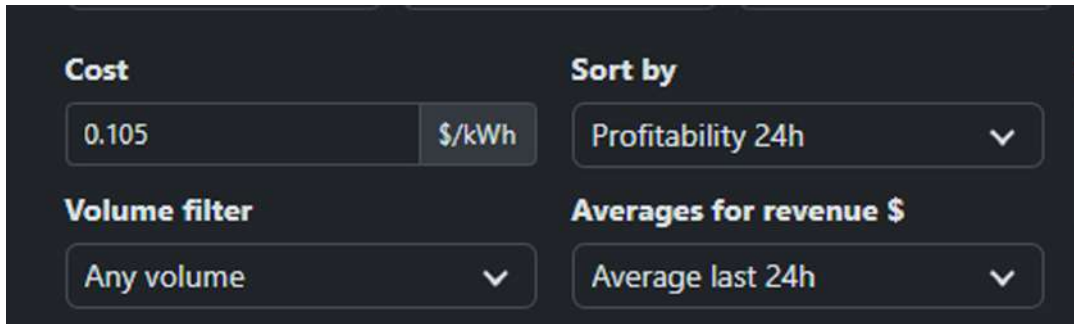 Cost
Sort by
0.105
$/kWh
Profitability 24h
Volume filter
Averages for revenue $
Any volume
Average last 24h